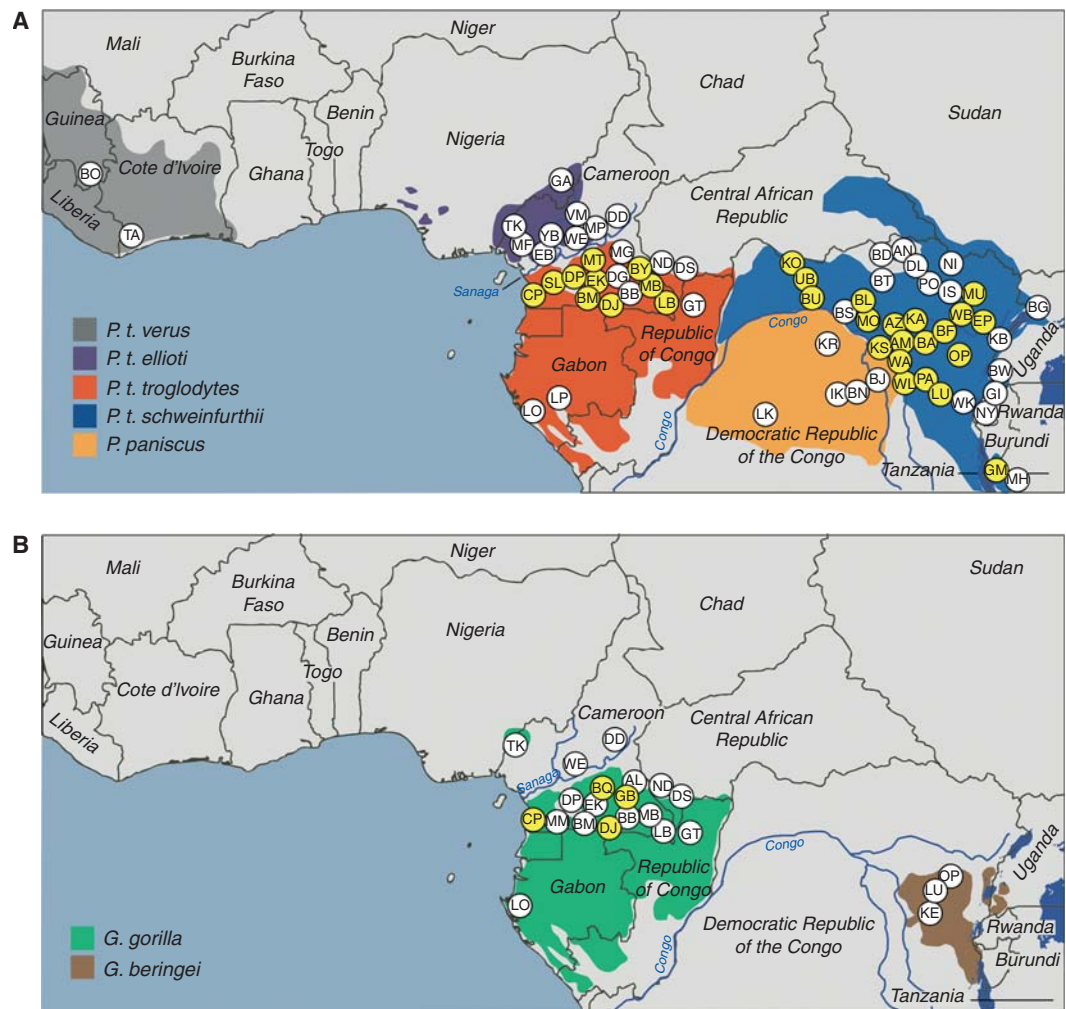 A
Niger
Mali
Burkina
Faso
Chad
Sudan
Guinea
Benin
Nigeria
Togo
Cote d'Ivoire
Ghana
Cameroon
Central African
Republic
Liberia
BO
TA
GA
TK
VM
DD
MF
YB
WE
MP
EB
MG
MT
ND
DS
BY
DG
SL
DP
EK
MB
CP
BM
DJ
BB
LB
GT
Sanaga
KO
UB
BU
BD
AN
DL
NI
BT
PO
IS
MU
BG
BS
BL
MO
AZ
KA
WB
EP
BF
KB
KR
KS
AM
BA
OP
WA
BW
BJ
WL
PA
LU
WK
GI
NY
IK
BN
LK
LO
LP
GM
MH
Congo
Republic
of Congo
Gabon
Congo
Uganda
Rwanda
Burundi
Democratic Republic
of the Congo
Tanzania
P. t. verus
P. t. ellioti
P. t. troglodytes
P. t. schweinfurthii
P. paniscus
B
Niger
Mali
Burkina
Faso
Chad
Sudan
Guinea
Benin
Nigeria
Togo
Cote d'Ivoire
Ghana
Cameroon
Central African
Republic
Liberia
TK
DD
WE
Sanaga
BQ
AL
ND
GB
DS
DP
EK
CP
MM
BM
DJ
BB
MB
LB
GT
LO
Congo
Republic
of Congo
Gabon
Congo
Uganda
OP
LU
KE
Democratic Republic
of the Congo
Rwanda
Burundi
Tanzania
G. gorilla
G. beringei